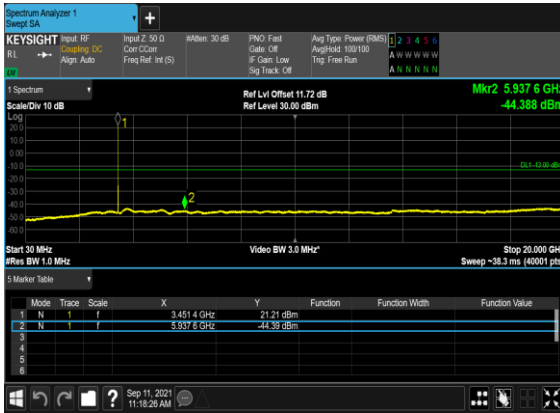 Spectrum Analyzer 1
Swept SA
+
KEYSIGHT Input: RF Input Z: 50 Ω #Atten: 30 dB PNO: Fast Avg Type: Power (RMS) 1 2 3 4 5 6
RL Coupling: DC Corr CCorr Gate: Off Avg|Hold: 100/100 A W W W W W
Align: Auto Freq Ref: Int (S) IF Gain: Low Trig: Free Run
Sig Track: Off A N N N N N
1 Spectrum Ref Lvl Offset 11.72 dB Mkr2 5.937 6 GHz
Scale/Div 10 dB Ref Level 30.00 dBm -44.388 dBm
Log
20.0
10.0
0.00
-10.0
-20.0
-30.0
-40.0
-50.0
-60.0
1
2
DL1 -13.00 dBm
Start 30 MHz Video BW 3.0 MHz* Stop 20.000 GHz
#Res BW 1.0 MHz Sweep ~38.3 ms (40001 pts)
5 Marker Table
Mode Trace Scale X Y Function Function Width Function Value
1 N 1 f 3.451 4 GHz 21.21 dBm
2 N 1 f 5.937 6 GHz -44.39 dBm
3
4
5
6
? Sep 11, 2021
11:18:26 AM